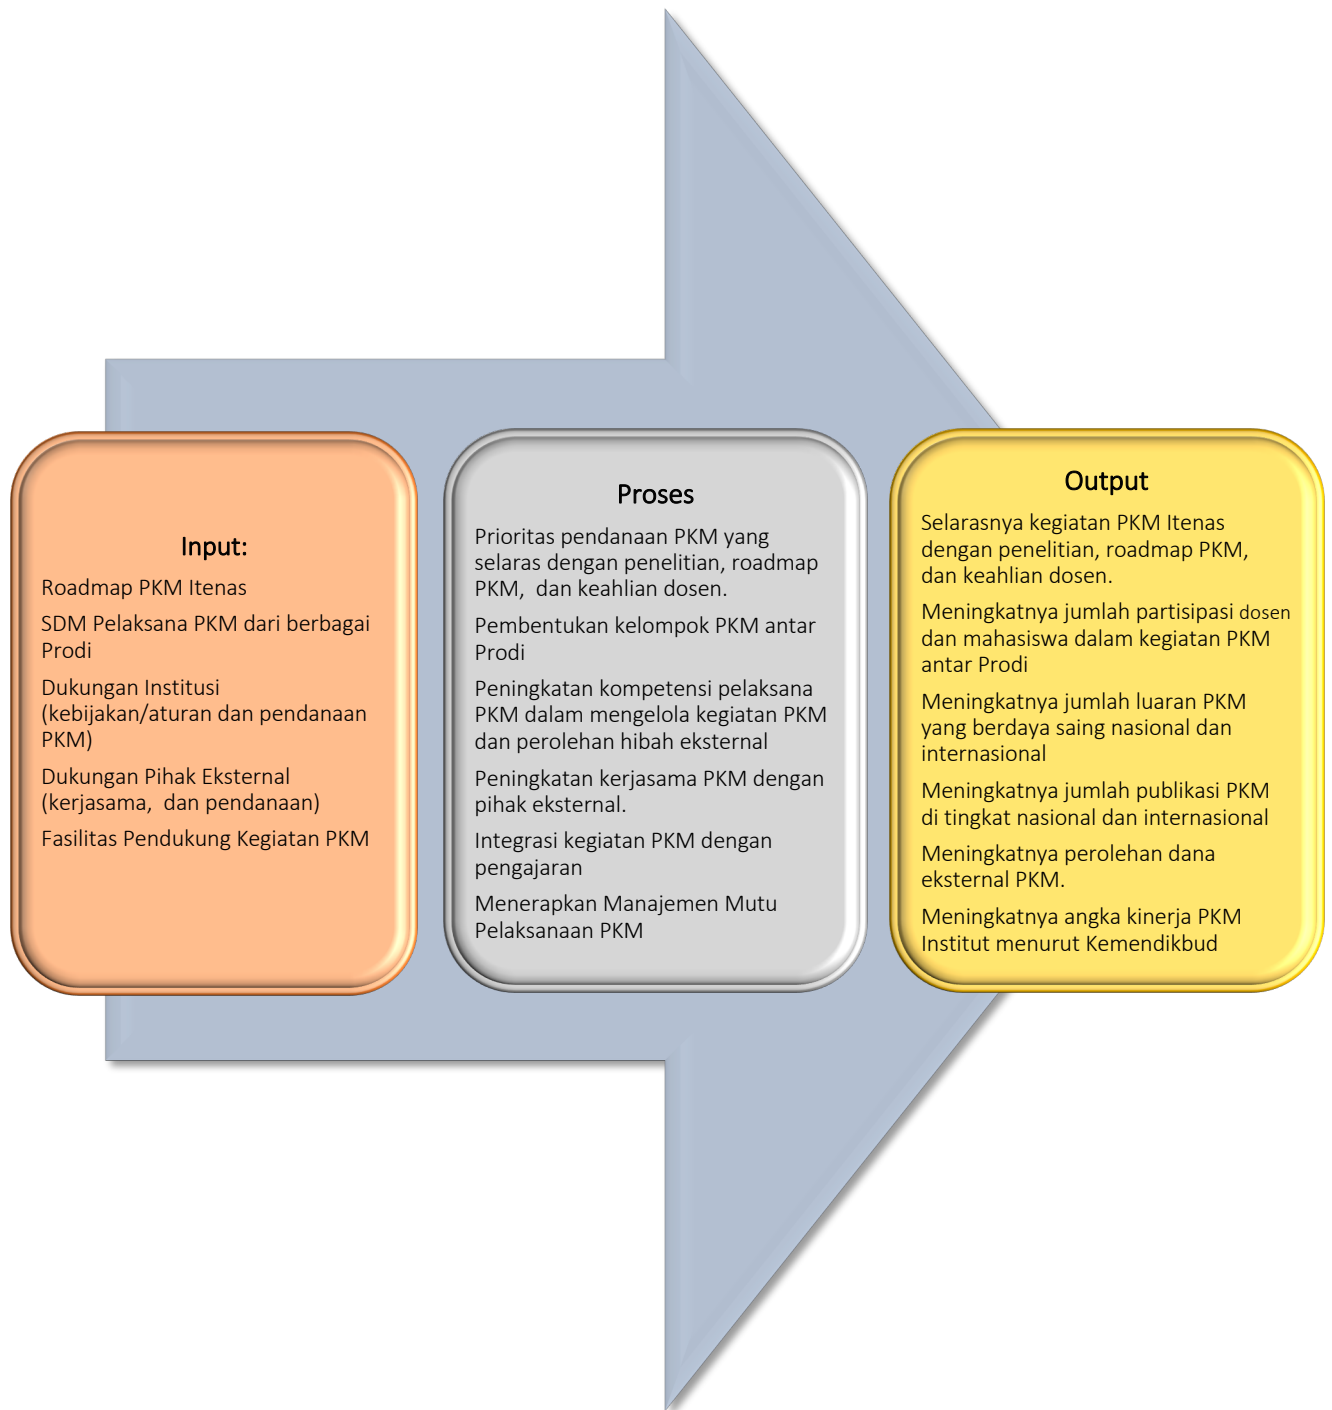 Input:
Roadmap PKM Itenas
SDM Pelaksana PKM dari berbagai
Prodi
Dukungan Institusi
(kebijakan/aturan dan pendanaan
PKM)
Dukungan Pihak Eksternal
(kerjasama,  dan pendanaan)
Fasilitas Pendukung Kegiatan PKM
Proses
Prioritas pendanaan PKM yang
selaras dengan penelitian, roadmap
PKM,  dan keahlian dosen.
Pembentukan kelompok PKM antar
Prodi
Peningkatan kompetensi pelaksana
PKM dalam mengelola kegiatan PKM
dan perolehan hibah eksternal
Peningkatan kerjasama PKM dengan
pihak eksternal.
Integrasi kegiatan PKM dengan
pengajaran
Menerapkan Manajemen Mutu
Pelaksanaan PKM
Output
Selarasnya kegiatan PKM Itenas
dengan penelitian, roadmap PKM,
dan keahlian dosen.
Meningkatnya jumlah partisipasi dosen
dan mahasiswa dalam kegiatan PKM
antar Prodi
Meningkatnya jumlah luaran PKM
yang berdaya saing nasional dan
internasional
Meningkatnya jumlah publikasi PKM
di tingkat nasional dan internasional
Meningkatnya perolehan dana
eksternal PKM.
Meningkatnya angka kinerja PKM
Institut menurut Kemendikbud